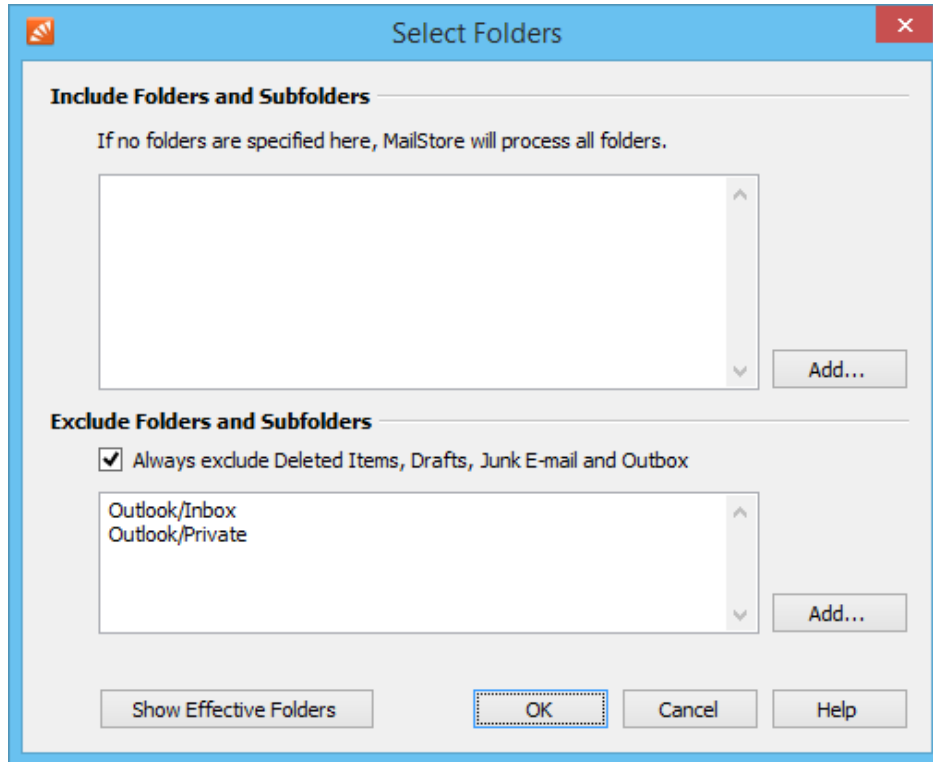 Select Folders
Include Folders and Subfolders
If no folders are specified here, MailStore will process all folders.
Add...
Exclude Folders and Subfolders
Always exclude Deleted Items, Drafts, Junk E-mail and Outbox
Outlook/Inbox
Outlook/Private
Add...
Show Effective Folders OK Cancel Help